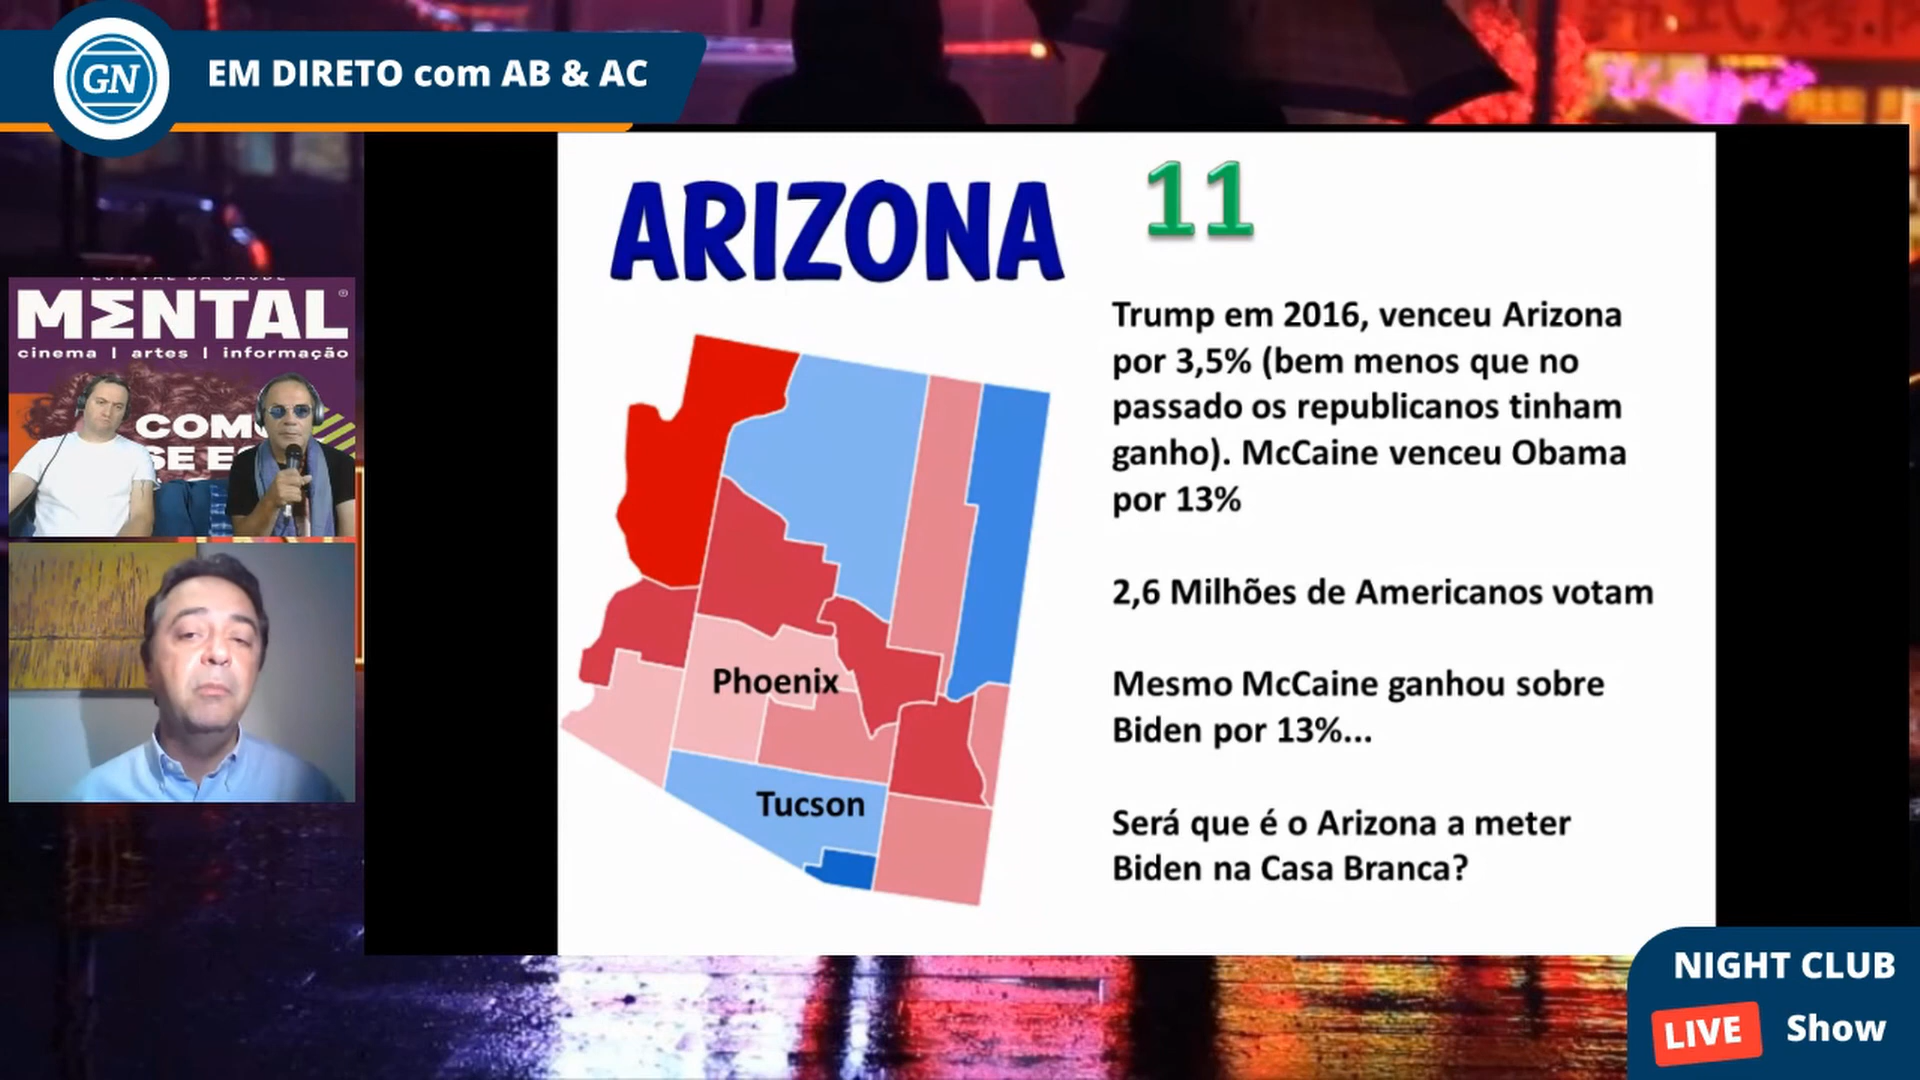 GN
EM DIRETO com AB & AC
MΣNTAL®
cinema | artes | informação
ARIZONA
11
Trump em 2016, venceu Arizona
por 3,5% (bem menos que no
passado os republicanos tinham
ganho). McCaine venceu Obama
por 13%
2,6 Milhões de Americanos votam
Mesmo McCaine ganhou sobre
Biden por 13%...
Será que é o Arizona a meter
Biden na Casa Branca?
Phoenix
Tucson
NIGHT CLUB
LIVE Show